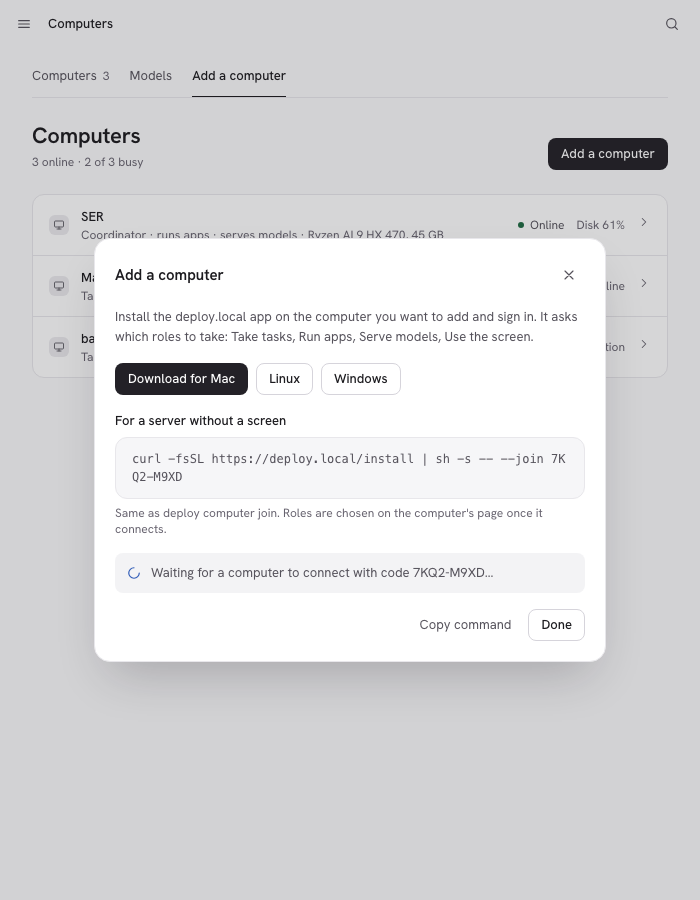 Computers
Computers 3
Models
Add a computer
Computers
3 online · 2 of 3 busy
Add a computer
SER
Coordinator · runs apps · serves models · Ryzen AI 9 HX 470, 45 GB
Online
Disk 61%
Add a computer
Install the deploy.local app on the computer you want to add and sign in. It asks
which roles to take: Take tasks, Run apps, Serve models, Use the screen.
Download for Mac
Linux
Windows
For a server without a screen
curl -fsSL https://deploy.local/install | sh -s -- --join 7K
Q2-M9XD
Same as deploy computer join. Roles are chosen on the computer's page once it
connects.
Waiting for a computer to connect with code 7KQ2-M9XD…
Copy command
Done